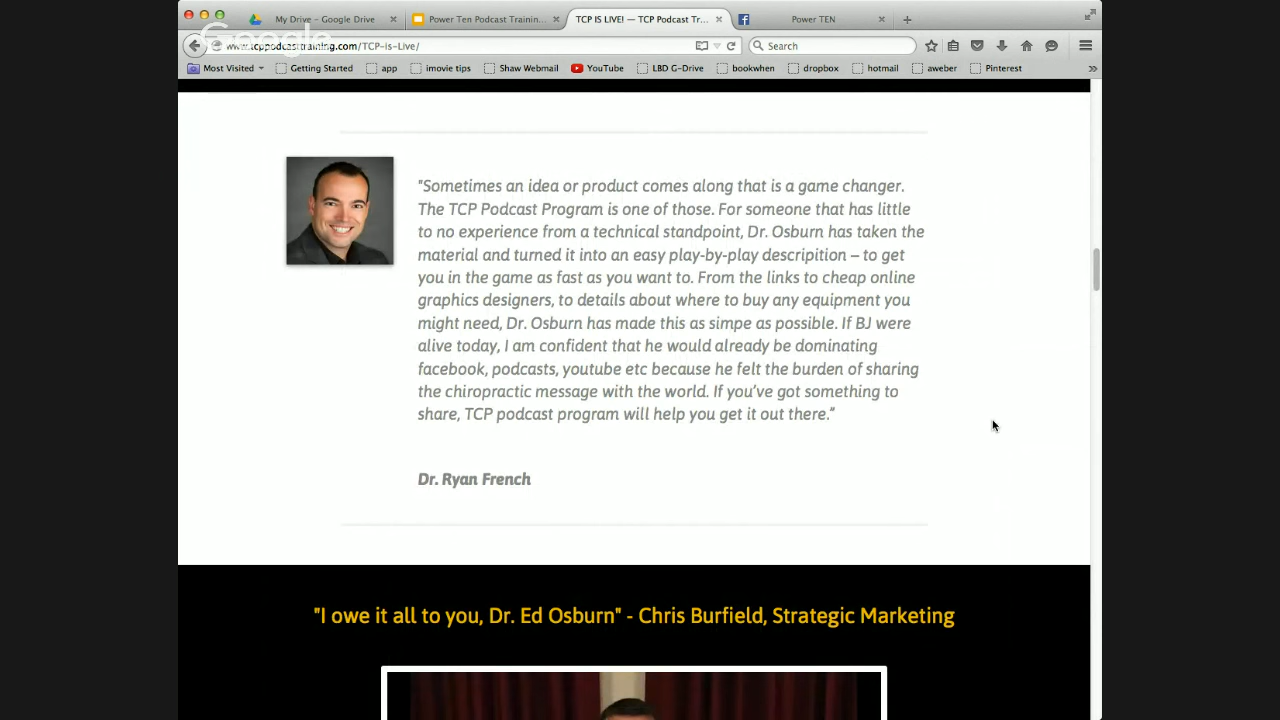 My Drive – Google Drive
Power Ten Podcast Trainin...
TCP IS LIVE! — TCP Podcast Tr...
Power TEN
Google
www.tcppodcasttraining.com/TCP-is-Live/
Search
Most Visited
Getting Started
app
imovie tips
Shaw Webmail
YouTube
LBD G-Drive
bookwhen
dropbox
hotmail
aweber
Pinterest
"Sometimes an idea or product comes along that is a game changer.
The TCP Podcast Program is one of those. For someone that has little
to no experience from a technical standpoint, Dr. Osburn has taken the
material and turned it into an easy play-by-play descripition – to get
you in the game as fast as you want to. From the links to cheap online
graphics designers, to details about where to buy any equipment you
might need, Dr. Osburn has made this as simpe as possible. If BJ were
alive today, I am confident that he would already be dominating
facebook, podcasts, youtube etc because he felt the burden of sharing
the chiropractic message with the world. If you've got something to
share, TCP podcast program will help you get it out there."
Dr. Ryan French
"I owe it all to you, Dr. Ed Osburn" - Chris Burfield, Strategic Marketing